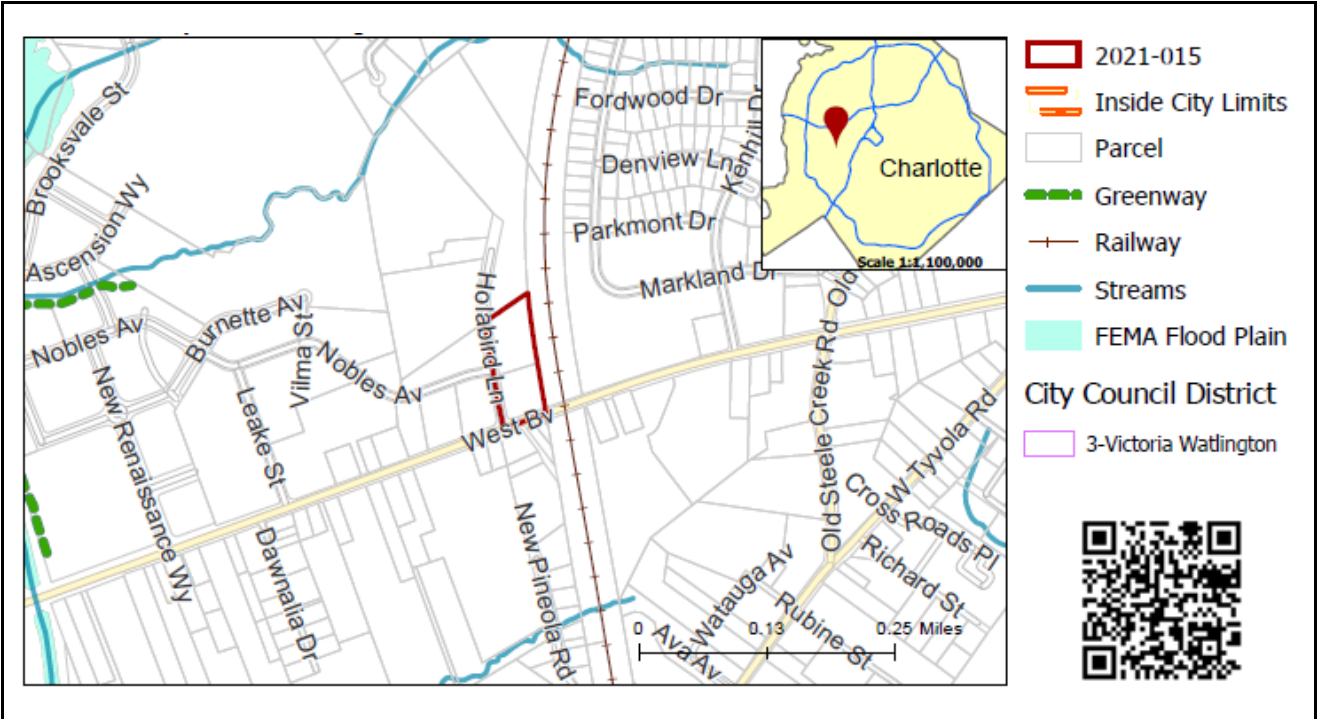 Fordwood Dr
Denview Ln
Kenhill Dr
Parkmont Dr
Markland Dr
Brooksvale St
Ascension Wy
Nobles Av
Burnette Av
Vilma St
Nobles Av
Holabird Ln
New Renaissance Wy
Leake St
West Bv
Dawnalia Dr
New Pineola Rd
Old
Old Steele Creek Rd
W Tyvola Rd
Cross Roads Pl
Richard St
Rubine St
Watauga Av
Ava Av
0 0.13 0.25 Miles
Charlotte
Scale 1:1,100,000
2021-015
Inside City Limits
Parcel
Greenway
Railway
Streams
FEMA Flood Plain
City Council District
3-Victoria Watlington